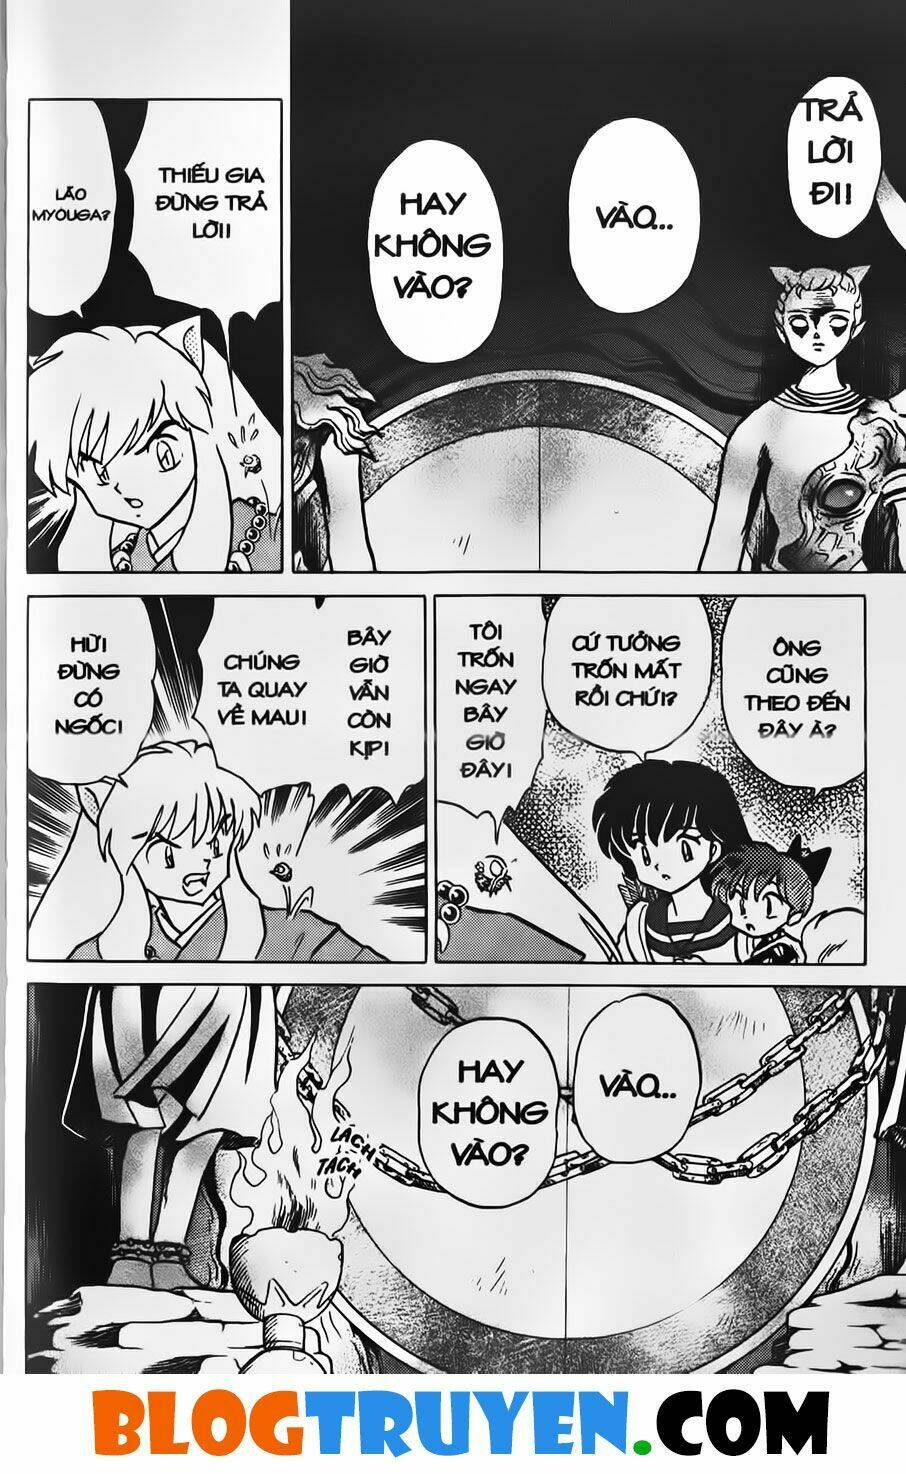 TRẢ
LỜI
ĐI!
VÀO...
HAY
KHÔNG
VÀO?
THIẾU GIA
ĐỪNG TRẢ
LỜI!
LÃO
MYOUGA?
ÔNG
CŨNG
THEO ĐẾN
ĐÂY À?
CỨ TƯỞNG
TRỐN MẤT
RỒI CHỨ!?
TÔI
TRỐN
NGAY
BÂY
GIỜ
ĐÂY!
BÂY
GIỜ
VẪN
CÒN
KỊP!
CHÚNG
TA QUAY
VỀ MAU!
HỪ!
ĐỪNG
CÓ
NGỐC!
VÀO...
HAY
KHÔNG
VÀO?
LÁCH
TÁCH
BLOGTRUYEN.COM